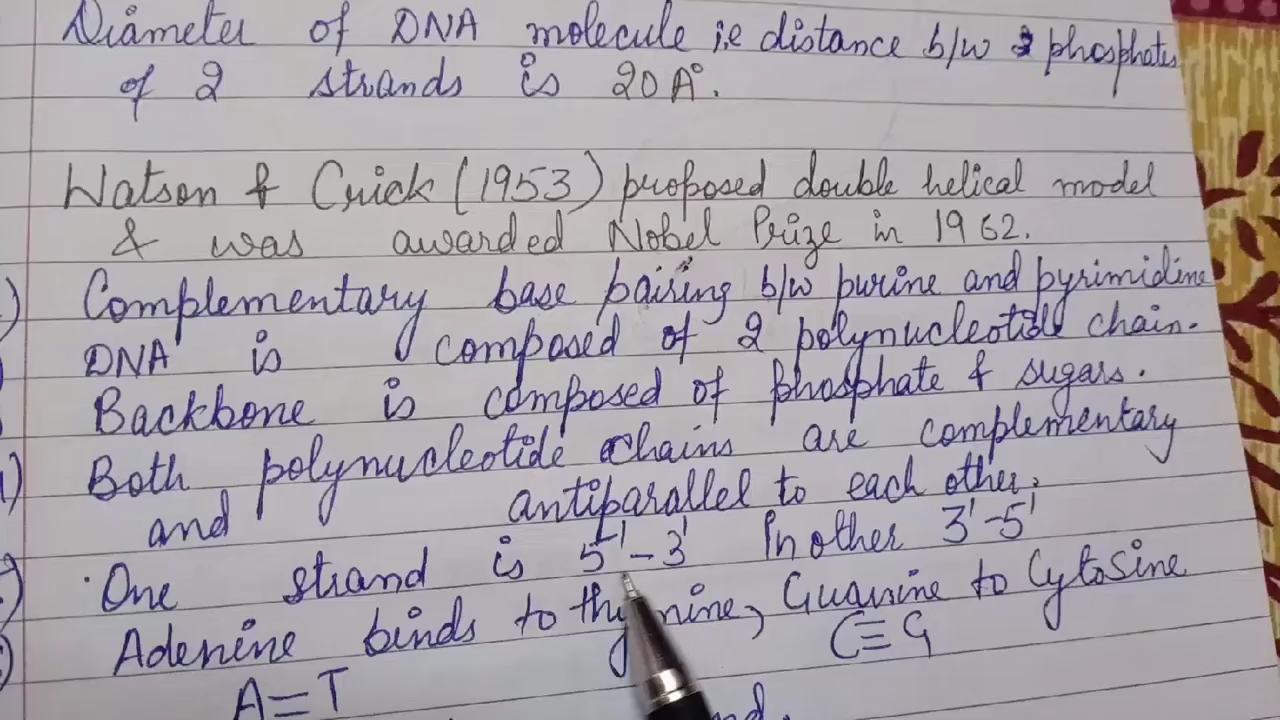 Diameter of DNA molecule i.e distance b/w 2 phosphates
of 2 strands is 20 A°.
Watson & Crick (1953) proposed double helical model
& was awarded Nobel Prize in 1962.
) Complementary base pairing b/w purine and pyrimidine
DNA is composed of 2 polynucleotide chain.
Backbone is composed of phosphate & sugars.
) Both polynucleotide chains are complementary
and antiparallel to each other.
) One strand is 5'-3' In other 3'-5'
) Adenine binds to thymine, Guanine to Cytosine
A=T C≡G